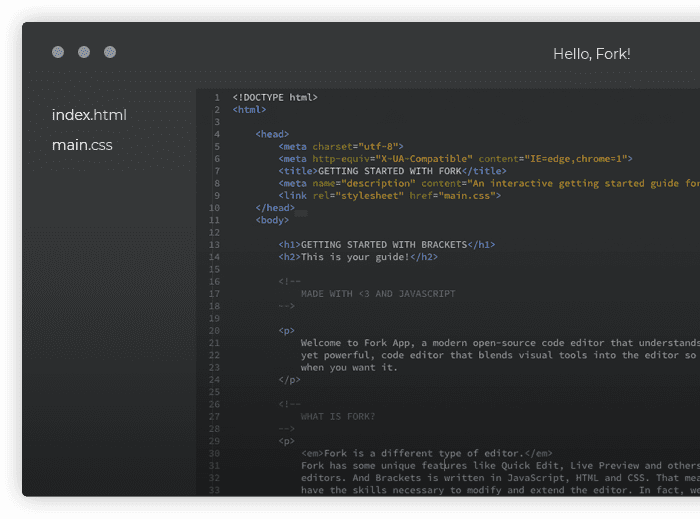 Hello, Fork!
index.html
main.css
1 <!DOCTYPE html>
2 <html>
3
4 <head>
5 <meta charset="utf-8">
6 <meta http-equiv="X-UA-Compatible" content="IE=edge,chrome=1">
7 <title>GETTING STARTED WITH FORK</title>
8 <meta name="description" content="An interactive getting started guide for
9 <link rel="stylesheet" href="main.css">
10 </head>
11 <body>
12
13 <h1>GETTING STARTED WITH BRACKETS</h1>
14 <h2>This is your guide!</h2>
15
16 <!--
17 MADE WITH <3 AND JAVASCRIPT
18 -->
19
20 <p>
21 Welcome to Fork App, a modern open-source code editor that understands
22 yet powerful, code editor that blends visual tools into the editor so
23 when you want it.
24 </p>
25
26 <!--
27 WHAT IS FORK?
28 -->
29 <p>
30 <em>Fork is a different type of editor.</em>
31 Fork has some unique features like Quick Edit, Live Preview and others
32 editors. And Brackets is written in JavaScript, HTML and CSS. That mea
33 have the skills necessary to modify and extend the editor. In fact, we